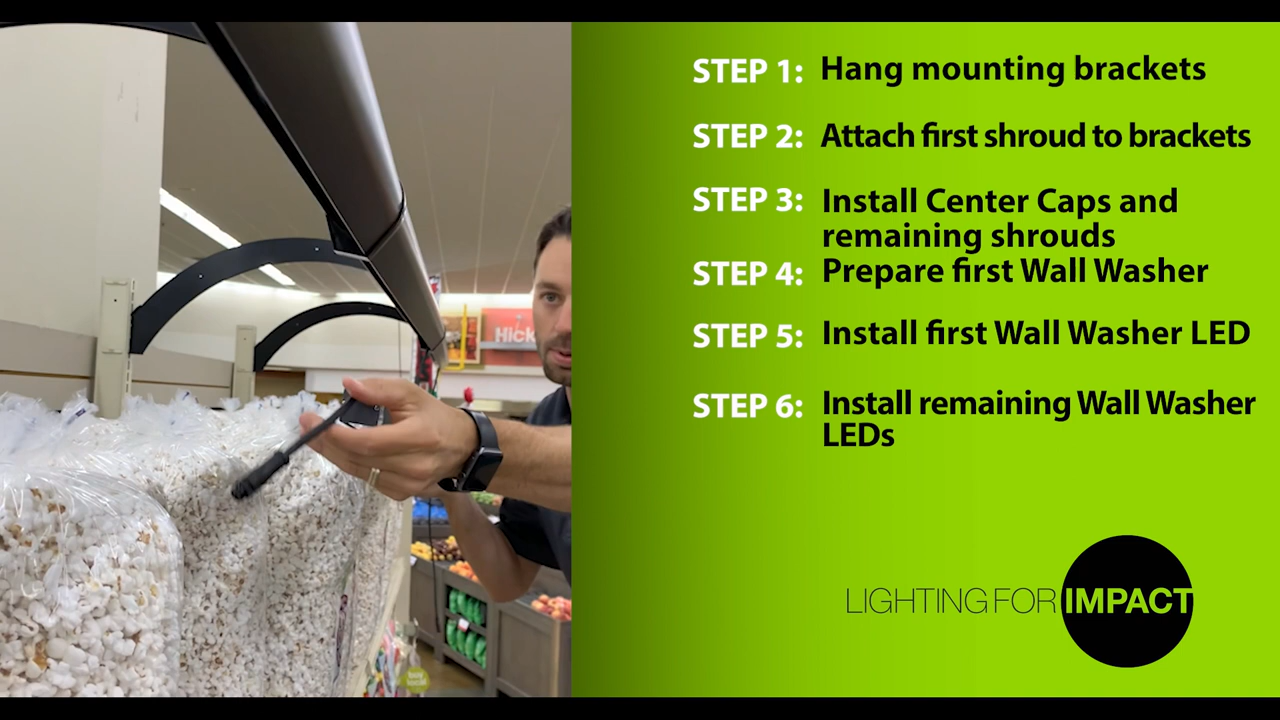 STEP 1: Hang mounting brackets
STEP 2: Attach first shroud to brackets
STEP 3: Install Center Caps and
remaining shrouds
STEP 4: Prepare first Wall Washer
STEP 5: Install first Wall Washer LED
STEP 6: Install remaining Wall Washer
LEDs
Hick
LIGHTING FOR IMPACT